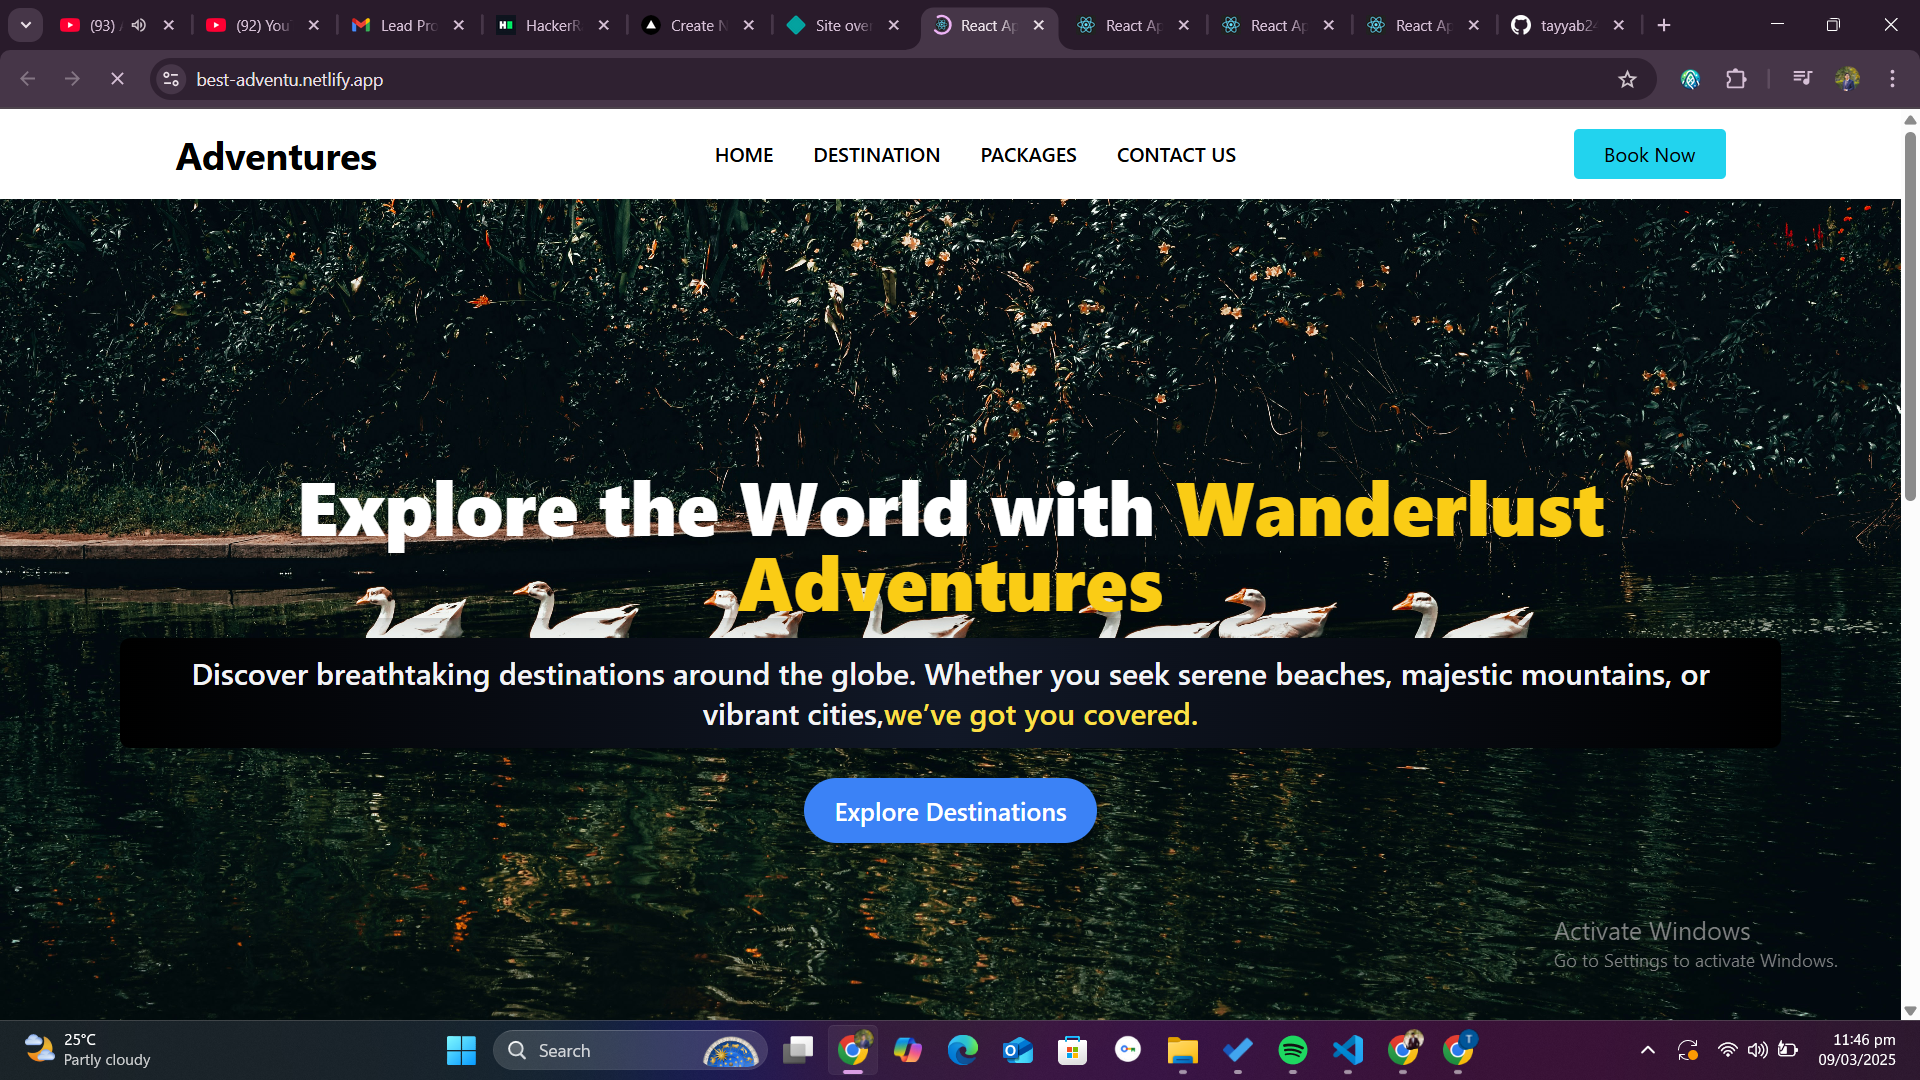 (93)
(92) You
Lead Pro
HackerR
Create N
Site over
React Ap
React Ap
React Ap
React Ap
tayyab24
best-adventu.netlify.app
Adventures
HOME
DESTINATION
PACKAGES
CONTACT US
Book Now
Explore the World with Wanderlust
Adventures
Discover breathtaking destinations around the globe. Whether you seek serene beaches, majestic mountains, or
vibrant cities,we’ve got you covered.
Explore Destinations
Activate Windows
Go to Settings to activate Windows.
25°C
Partly cloudy
Search
11:46 pm
09/03/2025